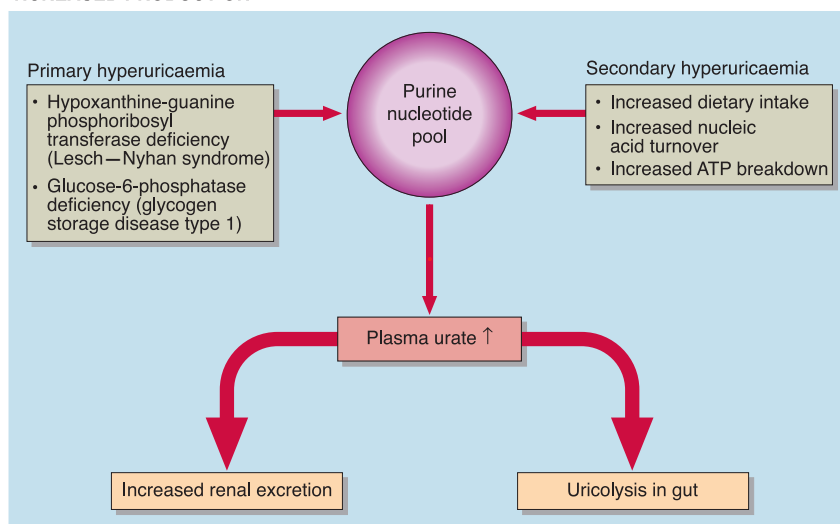 Primary hyperuricaemia
• Hypoxanthine-guanine
phosphoribosyl
transferase deficiency
(Lesch—Nyhan syndrome)
• Glucose-6-phosphatase
deficiency (glycogen
storage disease type 1)
Purine
nucleotide
pool
Secondary hyperuricaemia
• Increased dietary intake
• Increased nucleic
acid turnover
• Increased ATP breakdown
Plasma urate ↑
Increased renal excretion
Uricolysis in gut